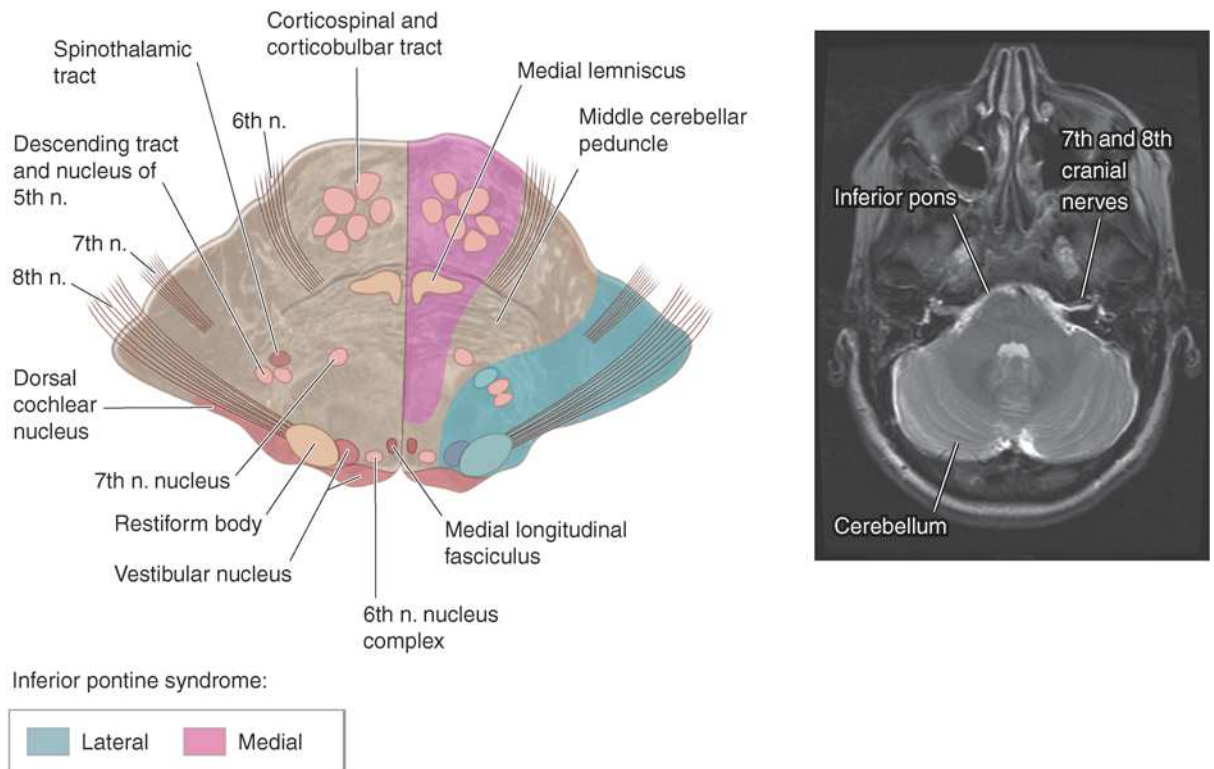 Corticospinal and
corticobulbar tract
Spinothalamic
tract
Medial lemniscus
6th n.
Middle cerebellar
peduncle
Descending tract
and nucleus of
5th n.
7th n.
8th n.
Dorsal
cochlear
nucleus
7th n. nucleus
Restiform body
Vestibular nucleus
Medial longitudinal
fasciculus
6th n. nucleus
complex
7th and 8th
cranial
nerves
Inferior pons
Cerebellum
Inferior pontine syndrome:
Lateral
Medial